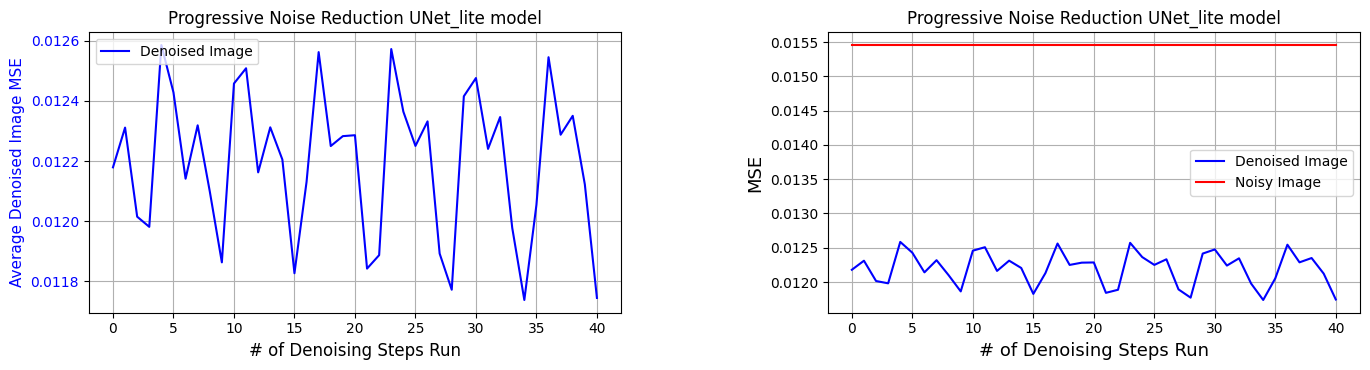 Progressive Noise Reduction UNet_lite model
Average Denoised Image MSE
0.0126
0.0124
0.0122
0.0120
0.0118
Denoised Image
0 5 10 15 20 25 30 35 40
# of Denoising Steps Run
Progressive Noise Reduction UNet_lite model
MSE
0.0155
0.0150
0.0145
0.0140
0.0135
0.0130
0.0125
0.0120
Denoised Image
Noisy Image
0 5 10 15 20 25 30 35 40
# of Denoising Steps Run